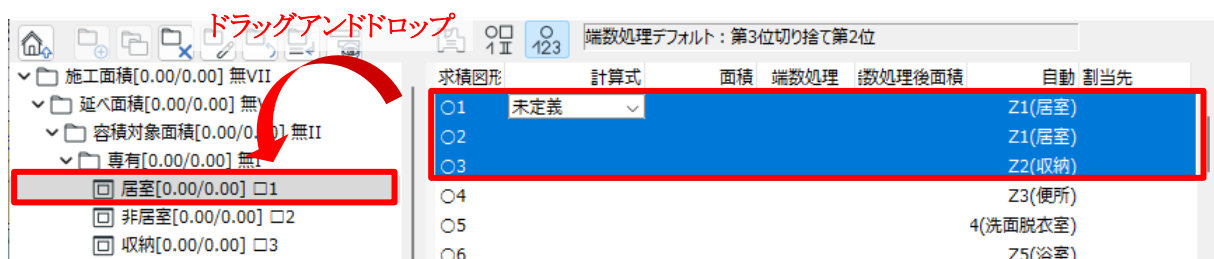 ドラッグアンドドロップ
1
123
端数処理デフォルト：第3位切り捨て第2位
施工面積[0.00/0.00] 無VII
延べ面積[0.00/0.00]
容積対象面積[0.00/0.00] 無II
専有[0.00/0.00]
居室[0.00/0.00] □1
非居室[0.00/0.00] □2
収納[0.00/0.00] □3
求積図形 計算式 面積 端数処理 数処理後面積 自動 割当先
○1 未定義 Z1(居室)
○2 Z1(居室)
○3 Z2(収納)
○4 Z3(便所)
○5 4(洗面脱衣室)
○6 Z5(浴室)